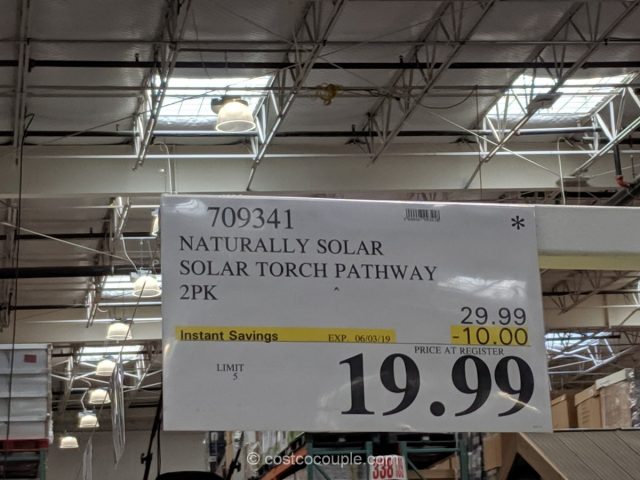 709341
*
NATURALLY SOLAR
SOLAR TORCH PATHWAY
2PK
29.99
Instant Savings EXP. 06/03/19 -10.00
PRICE AT REGISTER
LIMIT
5
19.99
338
© costcocouple.com